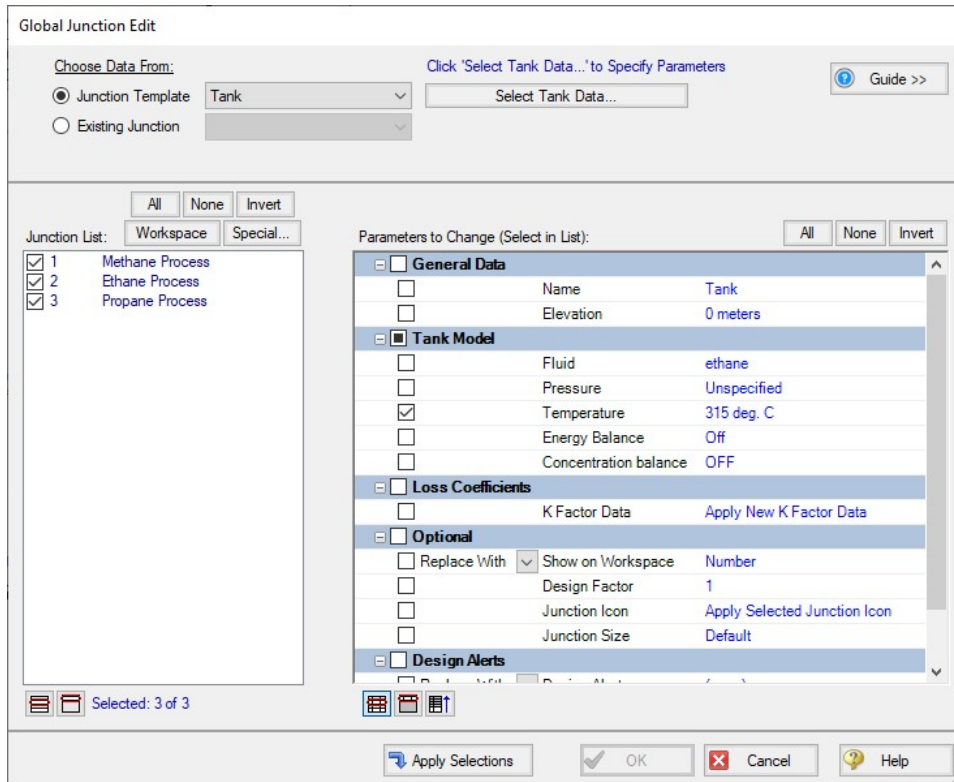 Global Junction Edit
Choose Data From:
Click 'Select Tank Data...' to Specify Parameters
Guide >>
Junction Template Tank Select Tank Data...
Existing Junction
All None Invert
Junction List: Workspace Special...
Parameters to Change (Select in List): All None Invert
1 Methane Process
2 Ethane Process
3 Propane Process
General Data
Name Tank
Elevation 0 meters
Tank Model
Fluid ethane
Pressure Unspecified
Temperature 315 deg. C
Energy Balance Off
Concentration balance OFF
Loss Coefficients
K Factor Data Apply New K Factor Data
Optional
Replace With Show on Workspace Number
Design Factor 1
Junction Icon Apply Selected Junction Icon
Junction Size Default
Design Alerts
Selected: 3 of 3
Apply Selections OK Cancel Help